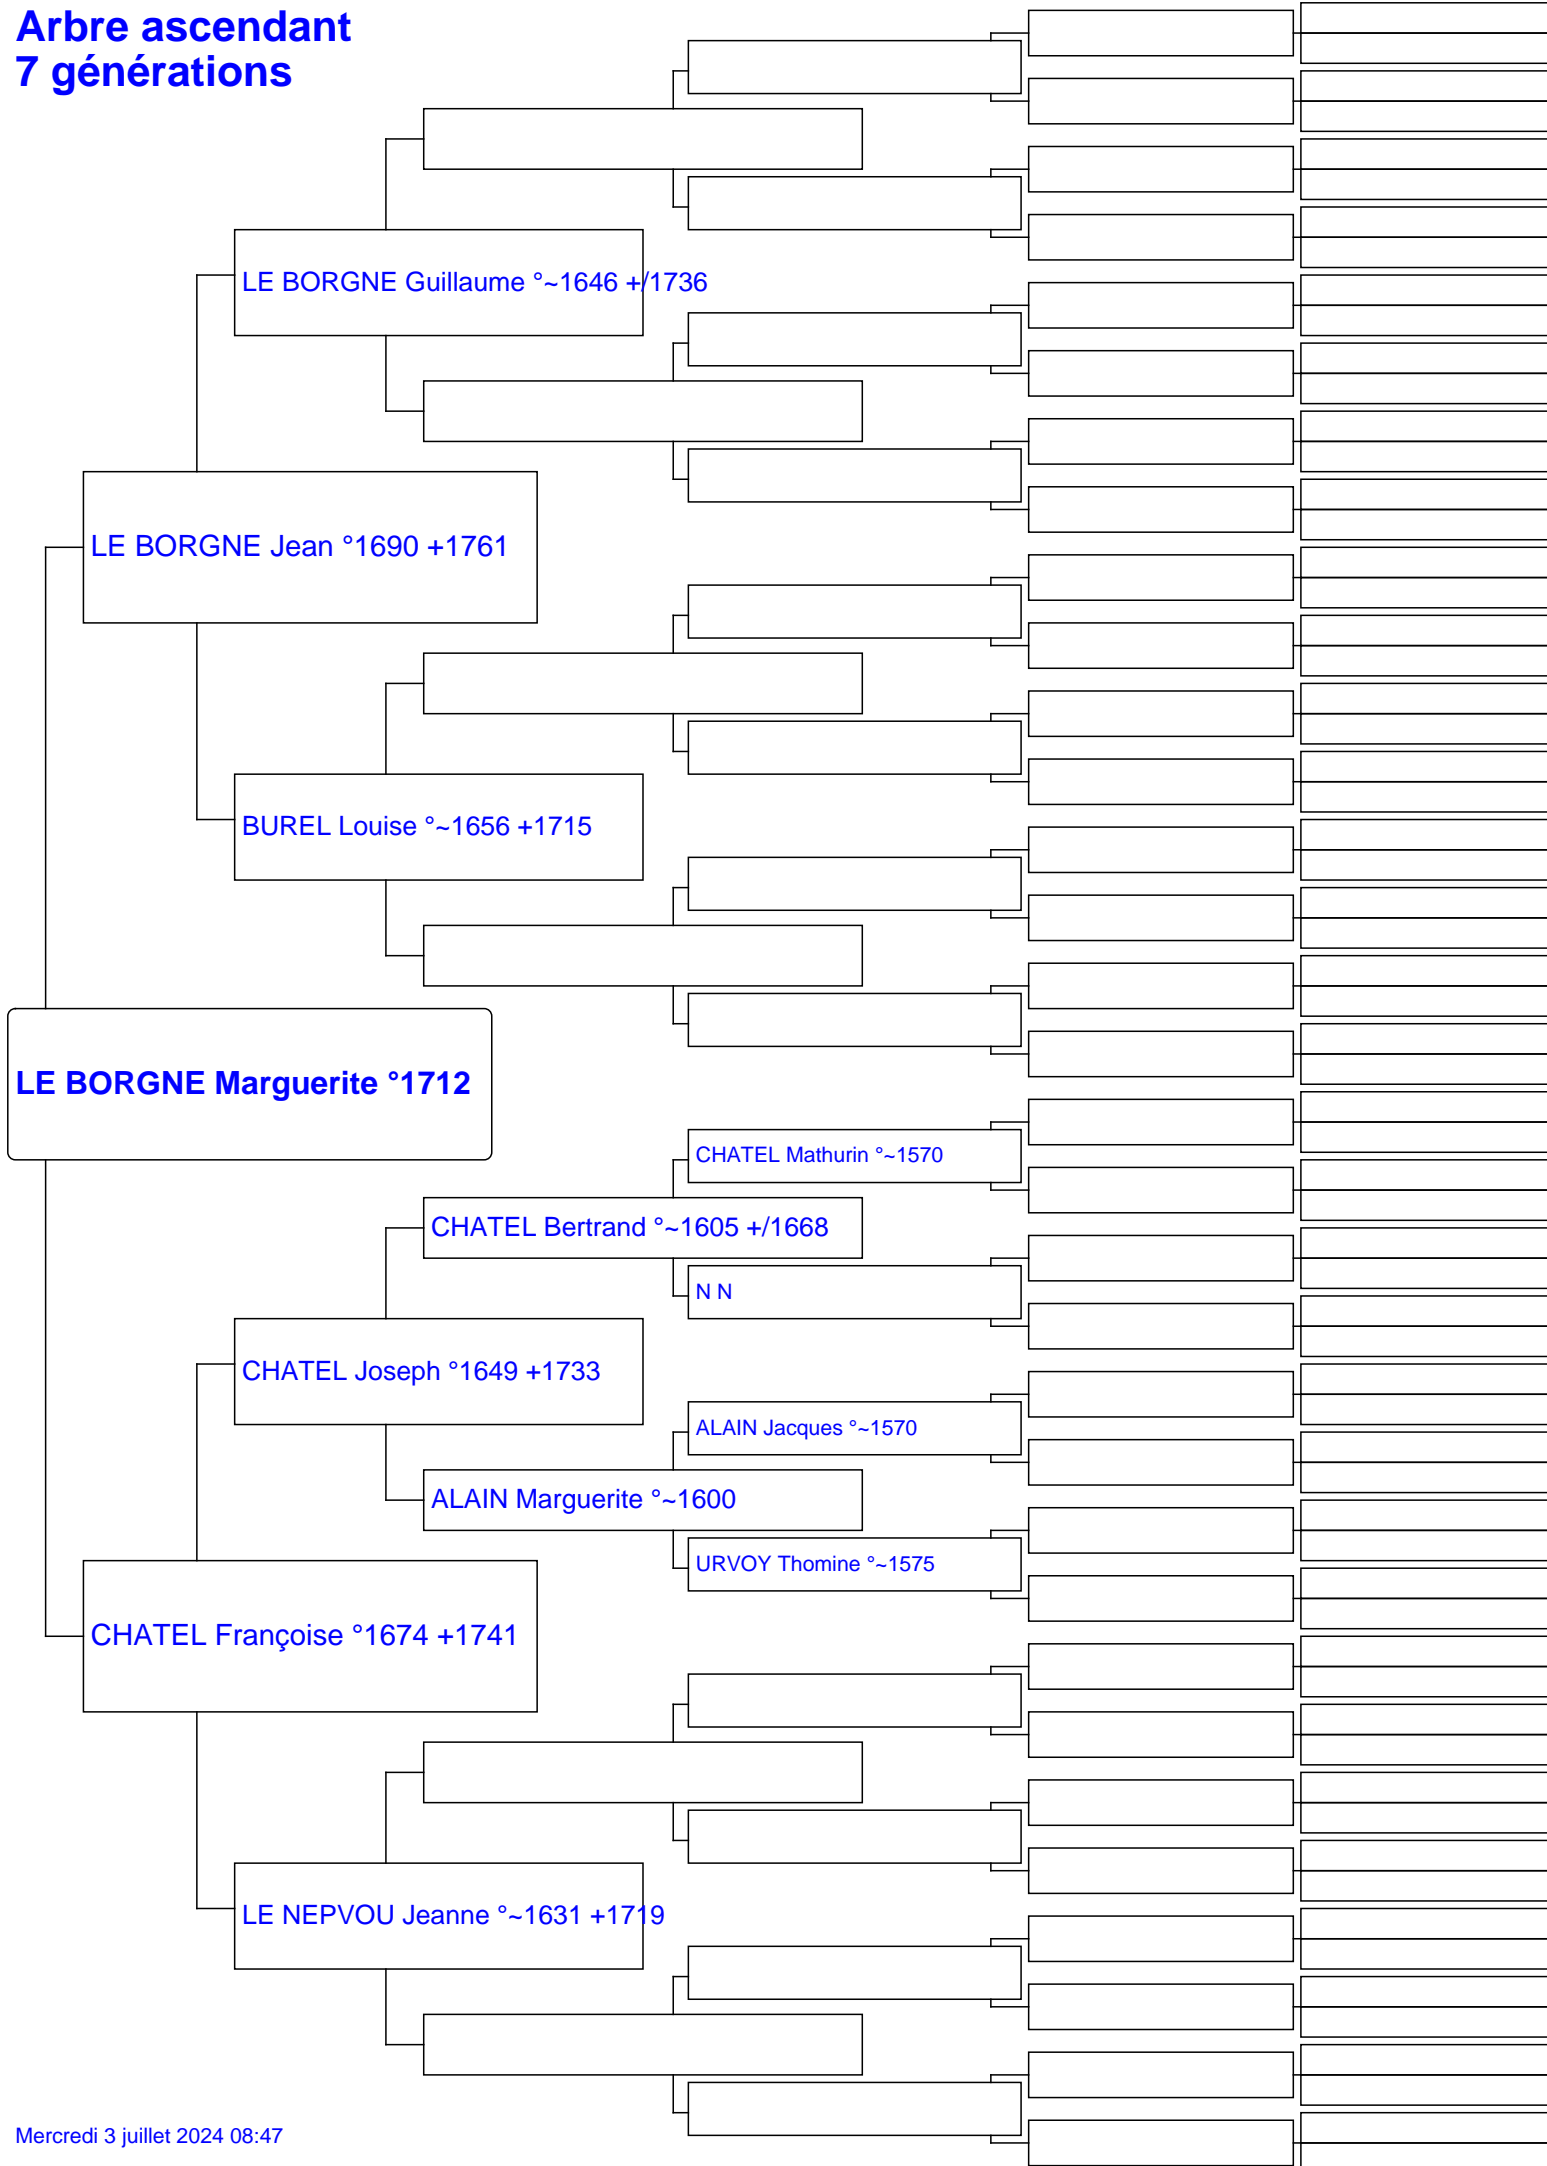 Arbre ascendant
7 générations
LE BORGNE Guillaume °~1646 +/1736
LE BORGNE Jean °1690 +1761
BUREL Louise °~1656 +1715
LE BORGNE Marguerite °1712
CHATEL Mathurin °~1570
CHATEL Bertrand °~1605 +/1668
N N
CHATEL Joseph °1649 +1733
ALAIN Jacques °~1570
ALAIN Marguerite °~1600
URVOY Thomine °~1575
CHATEL Françoise °1674 +1741
LE NEPVOU Jeanne °~1631 +1719
Mercredi 3 juillet 2024 08:47